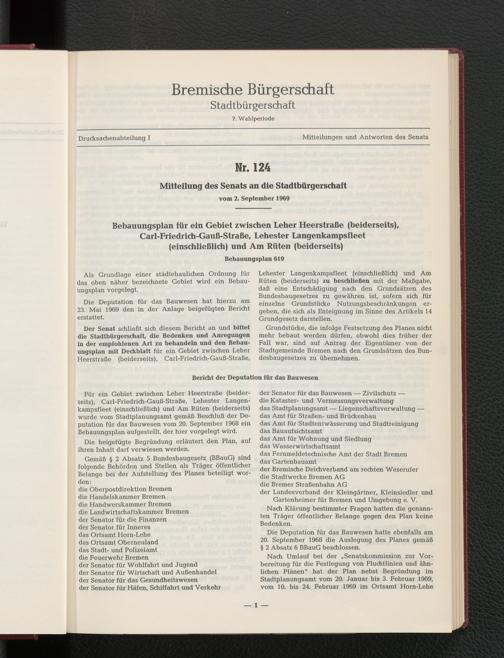 Bremische Bürgerschaft
Stadtbürgerschaft
7. Wahlperiode
Drucksachenabteilung I
Mitteilungen und Antworten des Senats
Nr. 124
Mitteilung des Senats an die Stadtbürgerschaft
vom 2. September 1969
Bebauungsplan für ein Gebiet zwischen Leher Heerstraße (beiderseits),
Carl-Friedrich-Gauß-Straße, Lehester Langenkampsfleet
(einschließlich) und Am Rüten (beiderseits)
Bebauungsplan 619
Als Grundlage einer städtebaulichen Ordnung für
das oben näher bezeichnete Gebiet wird ein Bebau-
ungsplan vorgelegt.
Die Deputation für das Bauwesen hat hierzu am
23. Mai 1969 den in der Anlage beigefügten Bericht
erstattet.
Der Senat schließt sich diesem Bericht an und bittet
die Stadtbürgerschaft, die Bedenken und Anregungen
in der empfohlenen Art zu behandeln und den Bebau-
ungsplan mit Deckblatt für ein Gebiet zwischen Leher
Heerstraße (beiderseits), Carl-Friedrich-Gauß-Straße,
Lehester Langenkampsfleet (einschließlich) und Am
Rüten (beiderseits) zu beschließen mit der Maßgabe,
daß eine Entschädigung nach den Grundsätzen des
Bundesbaugesetzes zu gewähren ist, sofern sich für
einzelne Grundstücke Nutzungsbeschränkungen er-
geben, die sich als Enteignung im Sinne des Artikels 14
Grundgesetz darstellen.
Grundstücke, die infolge Festsetzung des Planes nicht
mehr bebaut werden dürfen, obwohl dies früher der
Fall war, sind auf Antrag der Eigentümer von der
Stadtgemeinde Bremen nach den Grundsätzen des Bun-
desbaugesetzes zu übernehmen.
Bericht der Deputation für das Bauwesen
Für ein Gebiet zwischen Leher Heerstraße (beider-
seits), Carl-Friedrich-Gauß-Straße, Lehester Langen-
kampsfleet (einschließlich) und Am Rüten (beiderseits)
wurde vom Stadtplanungsamt gemäß Beschluß der De-
putation für das Bauwesen vom 20. September 1968 ein
Bebauungsplan aufgestellt, der hier vorgelegt wird.
Die beigefügte Begründung erläutert den Plan, auf
ihren Inhalt darf verwiesen werden.
Gemäß § 2 Absatz 5 Bundesbaugesetz (BBauG) sind
folgende Behörden und Stellen als Träger öffentlicher
Belange bei der Aufstellung des Planes beteiligt wor-
den:
die Oberpostdirektion Bremen
die Handelskammer Bremen
die Handwerskammer Bremen
die Landwirtschaftskammer Bremen
der Senator für die Finanzen
der Senator für Inneres
das Ortsamt Horn-Lehe
das Ortsamt Oberneuland
das Stadt- und Polizeiamt
die Feuerwehr Bremen
der Senator für Wohlfahrt und Jugend
der Senator für Wirtschaft und Außenhandel
der Senator für das Gesundheitswesen
der Senator für Häfen, Schiffahrt und Verkehr
der Senator für das Bauwesen — Zivilschutz —
die Kataster- und Vermessungsverwaltung
das Stadtplanungsamt — Liegenschaftsverwaltung —
das Amt für Straßen- und Brückenbau
das Amt für Stadtentwässerung und Stadtreinigung
das Bauaufsichtsamt
das Amt für Wohnung und Siedlung
das Wasserwirtschaftsamt
das Fernmeldetechnische Amt der Stadt Bremen
das Gartenbauamt
der Bremische Deichverband am rechten Weserufer
die Stadtwerke Bremen AG
die Bremer Straßenbahn AG
der Landesverband der Kleingärtner, Kleinsiedler und
Gartenheimer für Bremen und Umgebung e. V.
Nach Klärung bestimmter Fragen hatten die genann-
ten Träger öffentlicher Belange gegen den Plan keine
Bedenken.
Die Deputation für das Bauwesen hatte ebenfalls am
20. September 1968 die Auslegung des Planes gemäß
§ 2 Absatz 6 BBauG beschlossen.
Nach Umlauf bei der „Senatskommission zur Vor-
bereitung für die Festlegung von Fluchtlinien und ähn-
lichen Plänen" hat der Plan nebst Begründung im
Stadtplanungsamt vom 20. Januar bis 3. Februar 1969,
vom 10. bis 24. Februar 1969 im Ortsamt Horn-Lehe
— 1 —